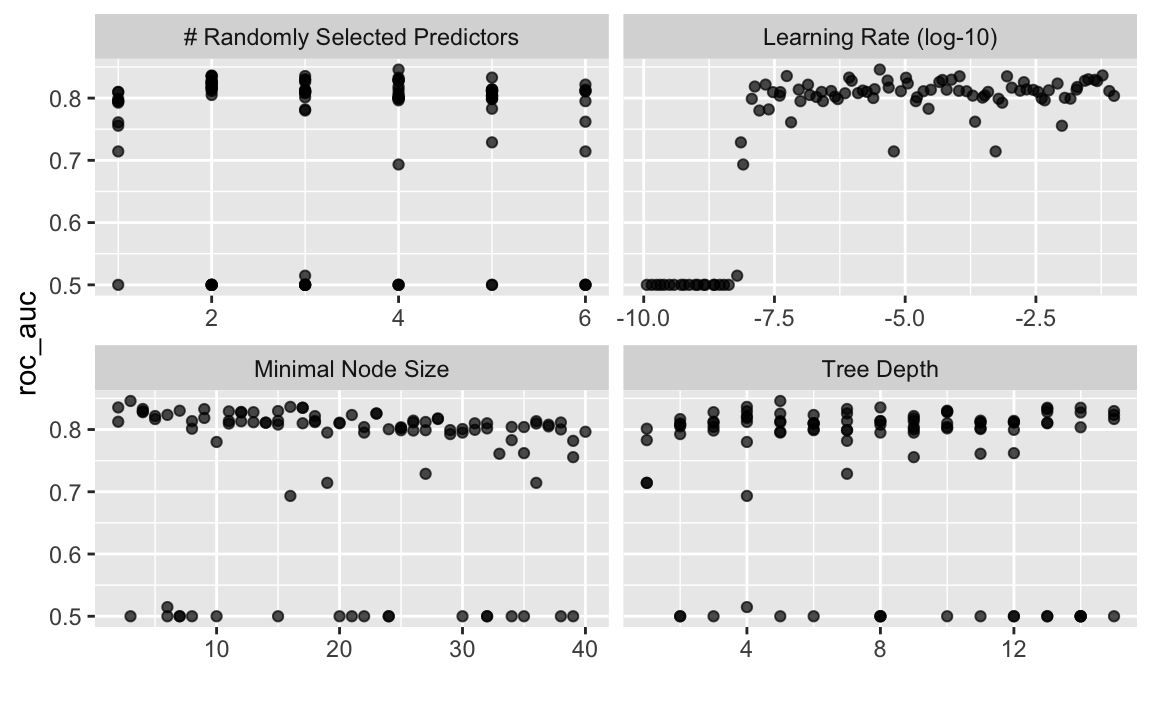 # Randomly Selected Predictors
Learning Rate (log-10)
0.8
0.7
0.6
0.5
2 4 6
-10.0 -7.5 -5.0 -2.5
roc_auc
Minimal Node Size
Tree Depth
0.8
0.7
0.6
0.5
10 20 30 40
4 8 12